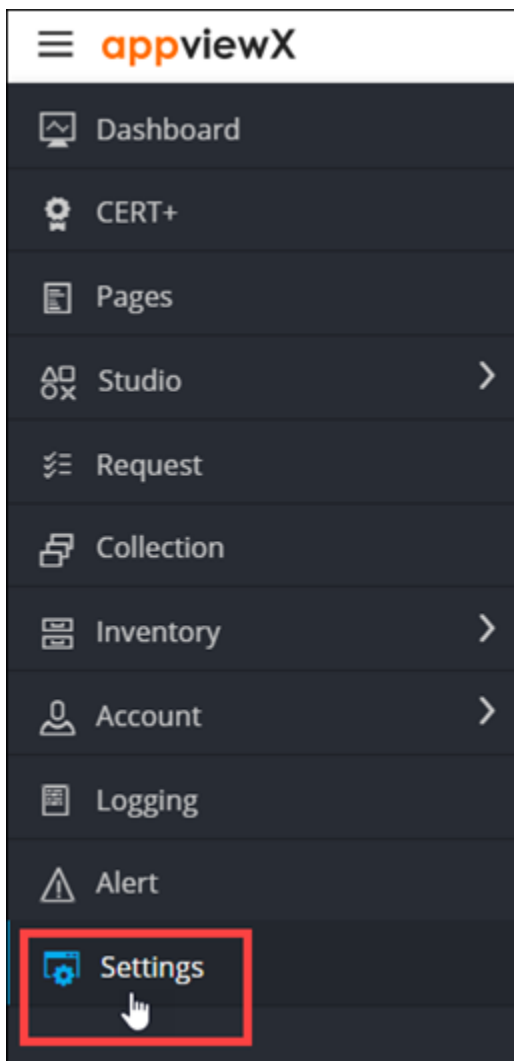 appviewX
Dashboard
CERT+
Pages
Studio
Request
Collection
Inventory
Account
Logging
Alert
Settings